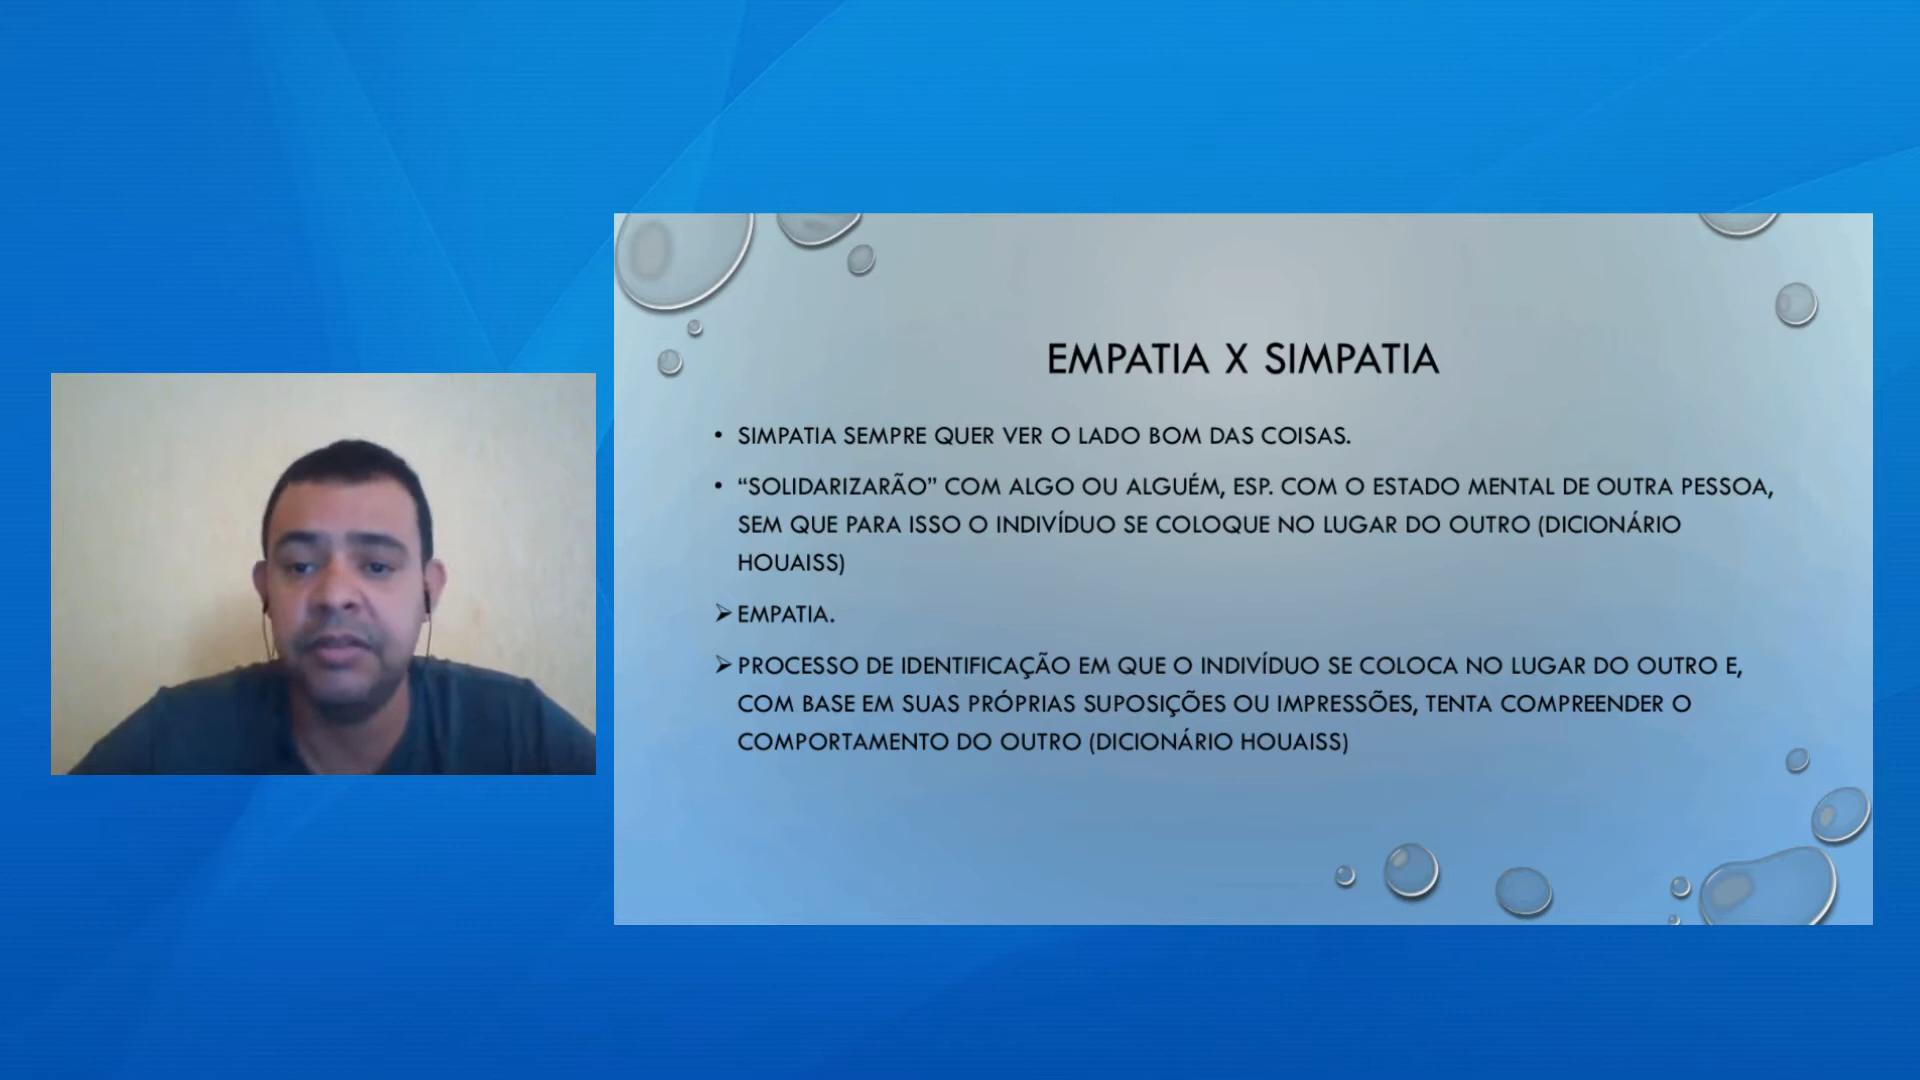 EMPATIA X SIMPATIA
• SIMPATIA SEMPRE QUER VER O LADO BOM DAS COISAS.
• “SOLIDARIZARÃO” COM ALGO OU ALGUÉM, ESP. COM O ESTADO MENTAL DE OUTRA PESSOA,
SEM QUE PARA ISSO O INDIVÍDUO SE COLOQUE NO LUGAR DO OUTRO (DICIONÁRIO
HOUAISS)
➢ EMPATIA.
➢ PROCESSO DE IDENTIFICAÇÃO EM QUE O INDIVÍDUO SE COLOCA NO LUGAR DO OUTRO E,
COM BASE EM SUAS PRÓPRIAS SUPOSIÇÕES OU IMPRESSÕES, TENTA COMPREENDER O
COMPORTAMENTO DO OUTRO (DICIONÁRIO HOUAISS)